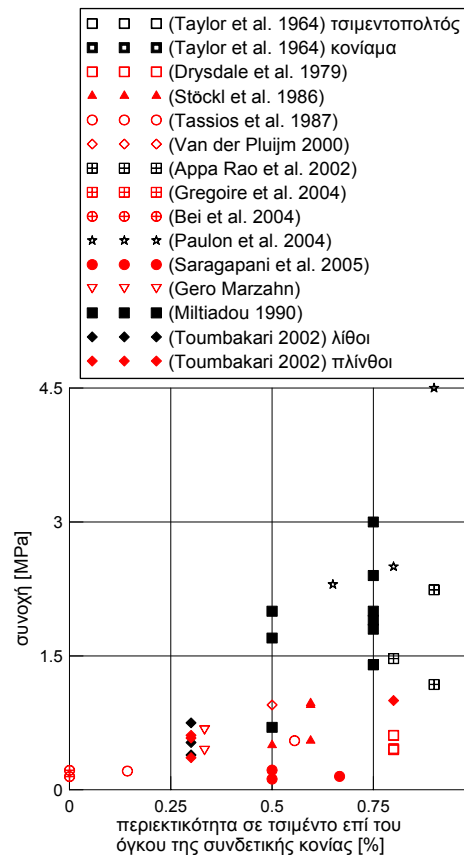 (Taylor et al. 1964) τσιμεντοπολτός
(Taylor et al. 1964) κονίαμα
(Drysdale et al. 1979)
(Stöckl et al. 1986)
(Tassios et al. 1987)
(Van der Pluijm 2000)
(Appa Rao et al. 2002)
(Gregoire et al. 2004)
(Bei et al. 2004)
(Paulon et al. 2004)
(Saragapani et al. 2005)
(Gero Marzahn)
(Miltiadou 1990)
(Toumbakari 2002) λίθοι
(Toumbakari 2002) πλίνθοι
4.5
3
1.5
0
συνοχή [MPa]
0 0.25 0.5 0.75
περιεκτικότητα σε τσιμέντο επί του
όγκου της συνδετικής κονίας [%]